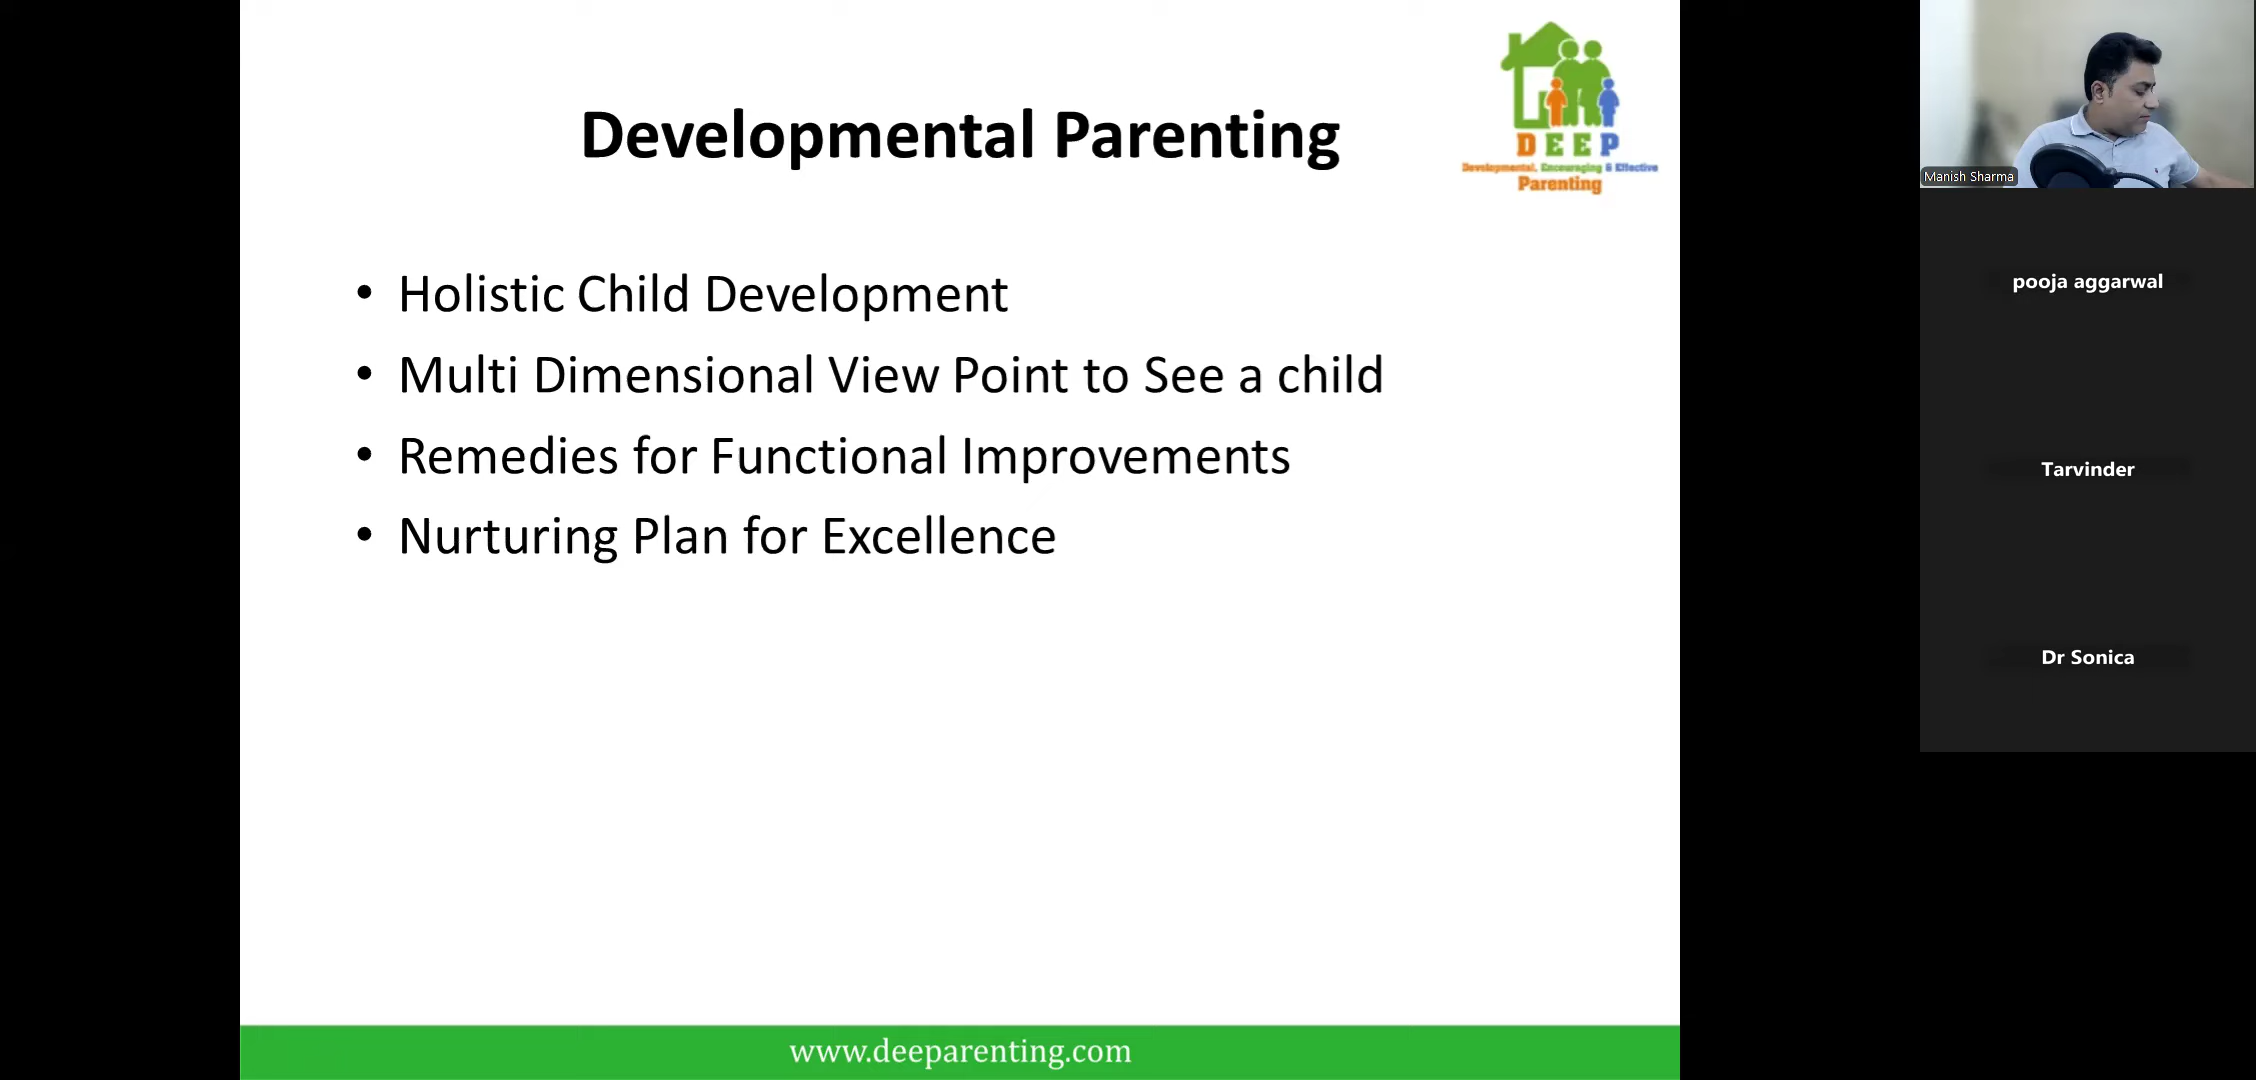 Developmental Parenting
DEEP
Developmental, Encouraging & Effective
Parenting
• Holistic Child Development
• Multi Dimensional View Point to See a child
• Remedies for Functional Improvements
• Nurturing Plan for Excellence
www.deeparenting.com
Manish Sharma
pooja aggarwal
Tarvinder
Dr Sonica